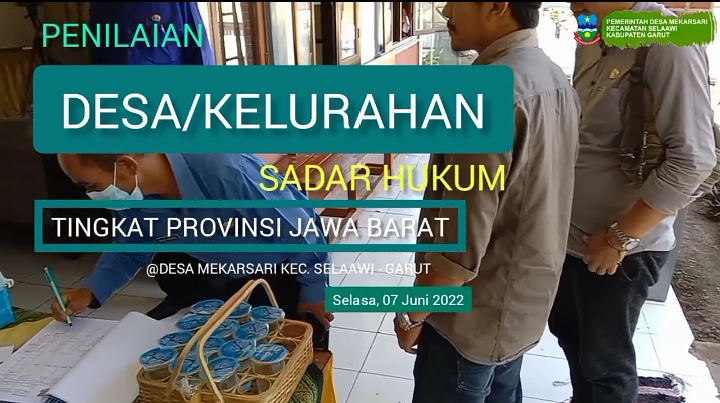 PENILAIAN
PEMERINTAH DESA MEKARSARI
KECAMATAN SELAAWI
KABUPATEN GARUT
DESA/KELURAHAN
SADAR HUKUM
TINGKAT PROVINSI JAWA BARAT
@DESA MEKARSARI KEC. SELAAWI - GARUT
Selasa, 07 Juni 2022